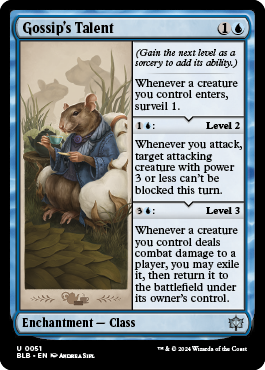 Gossip's Talent
1
(Gain the next level as a
sorcery to add its ability.)
Whenever a creature
you control enters,
surveil 1.
1 : Level 2
Whenever you attack,
target attacking
creature with power
3 or less can't be
blocked this turn.
3 : Level 3
Whenever a creature
you control deals
combat damage to a
player, you may exile
it, then return it to
the battlefield under
its owner's control.
Enchantment — Class
U 0051
BLB • EN Andrea Sipl
™ & © 2024 Wizards of the Coast